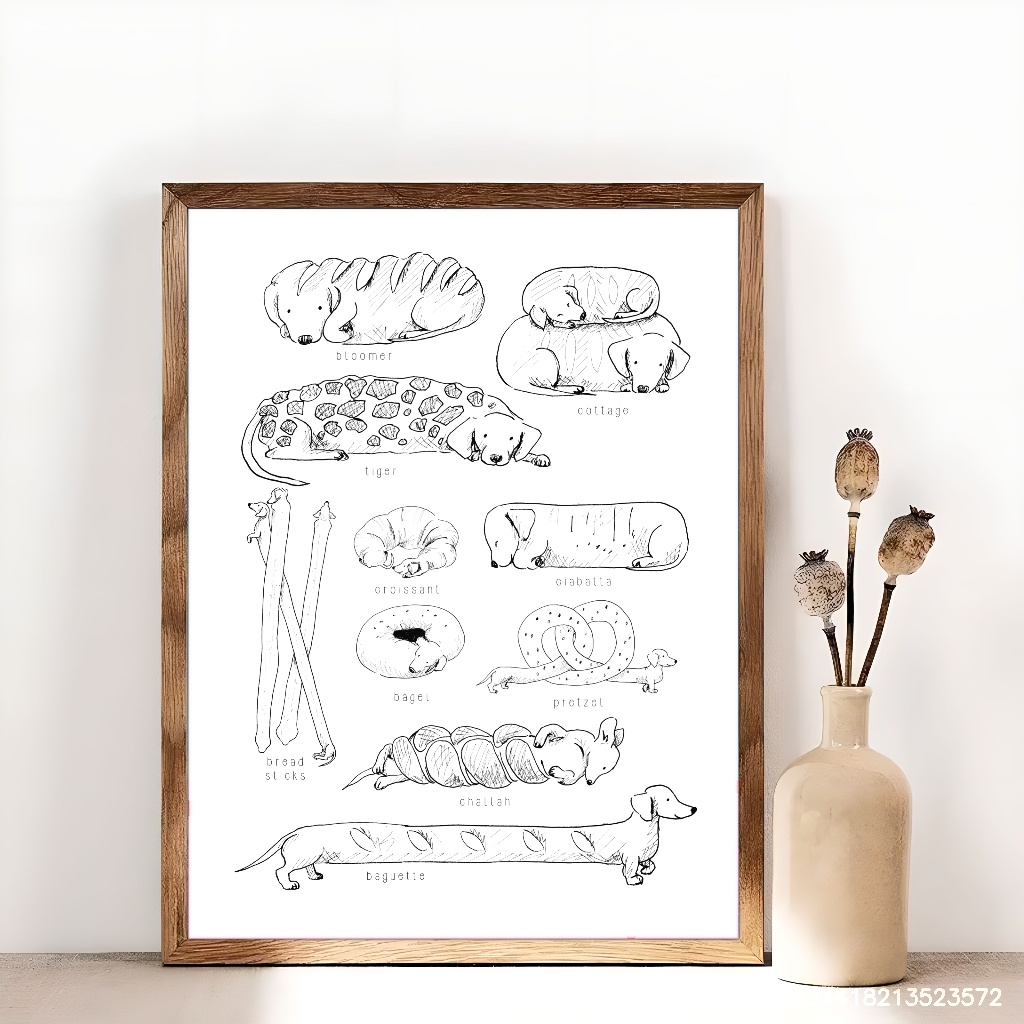 bloomer
cottage
tiger
croissant
ciabatta
bagel
pretzel
bread
sticks
challah
baguette
18213523572